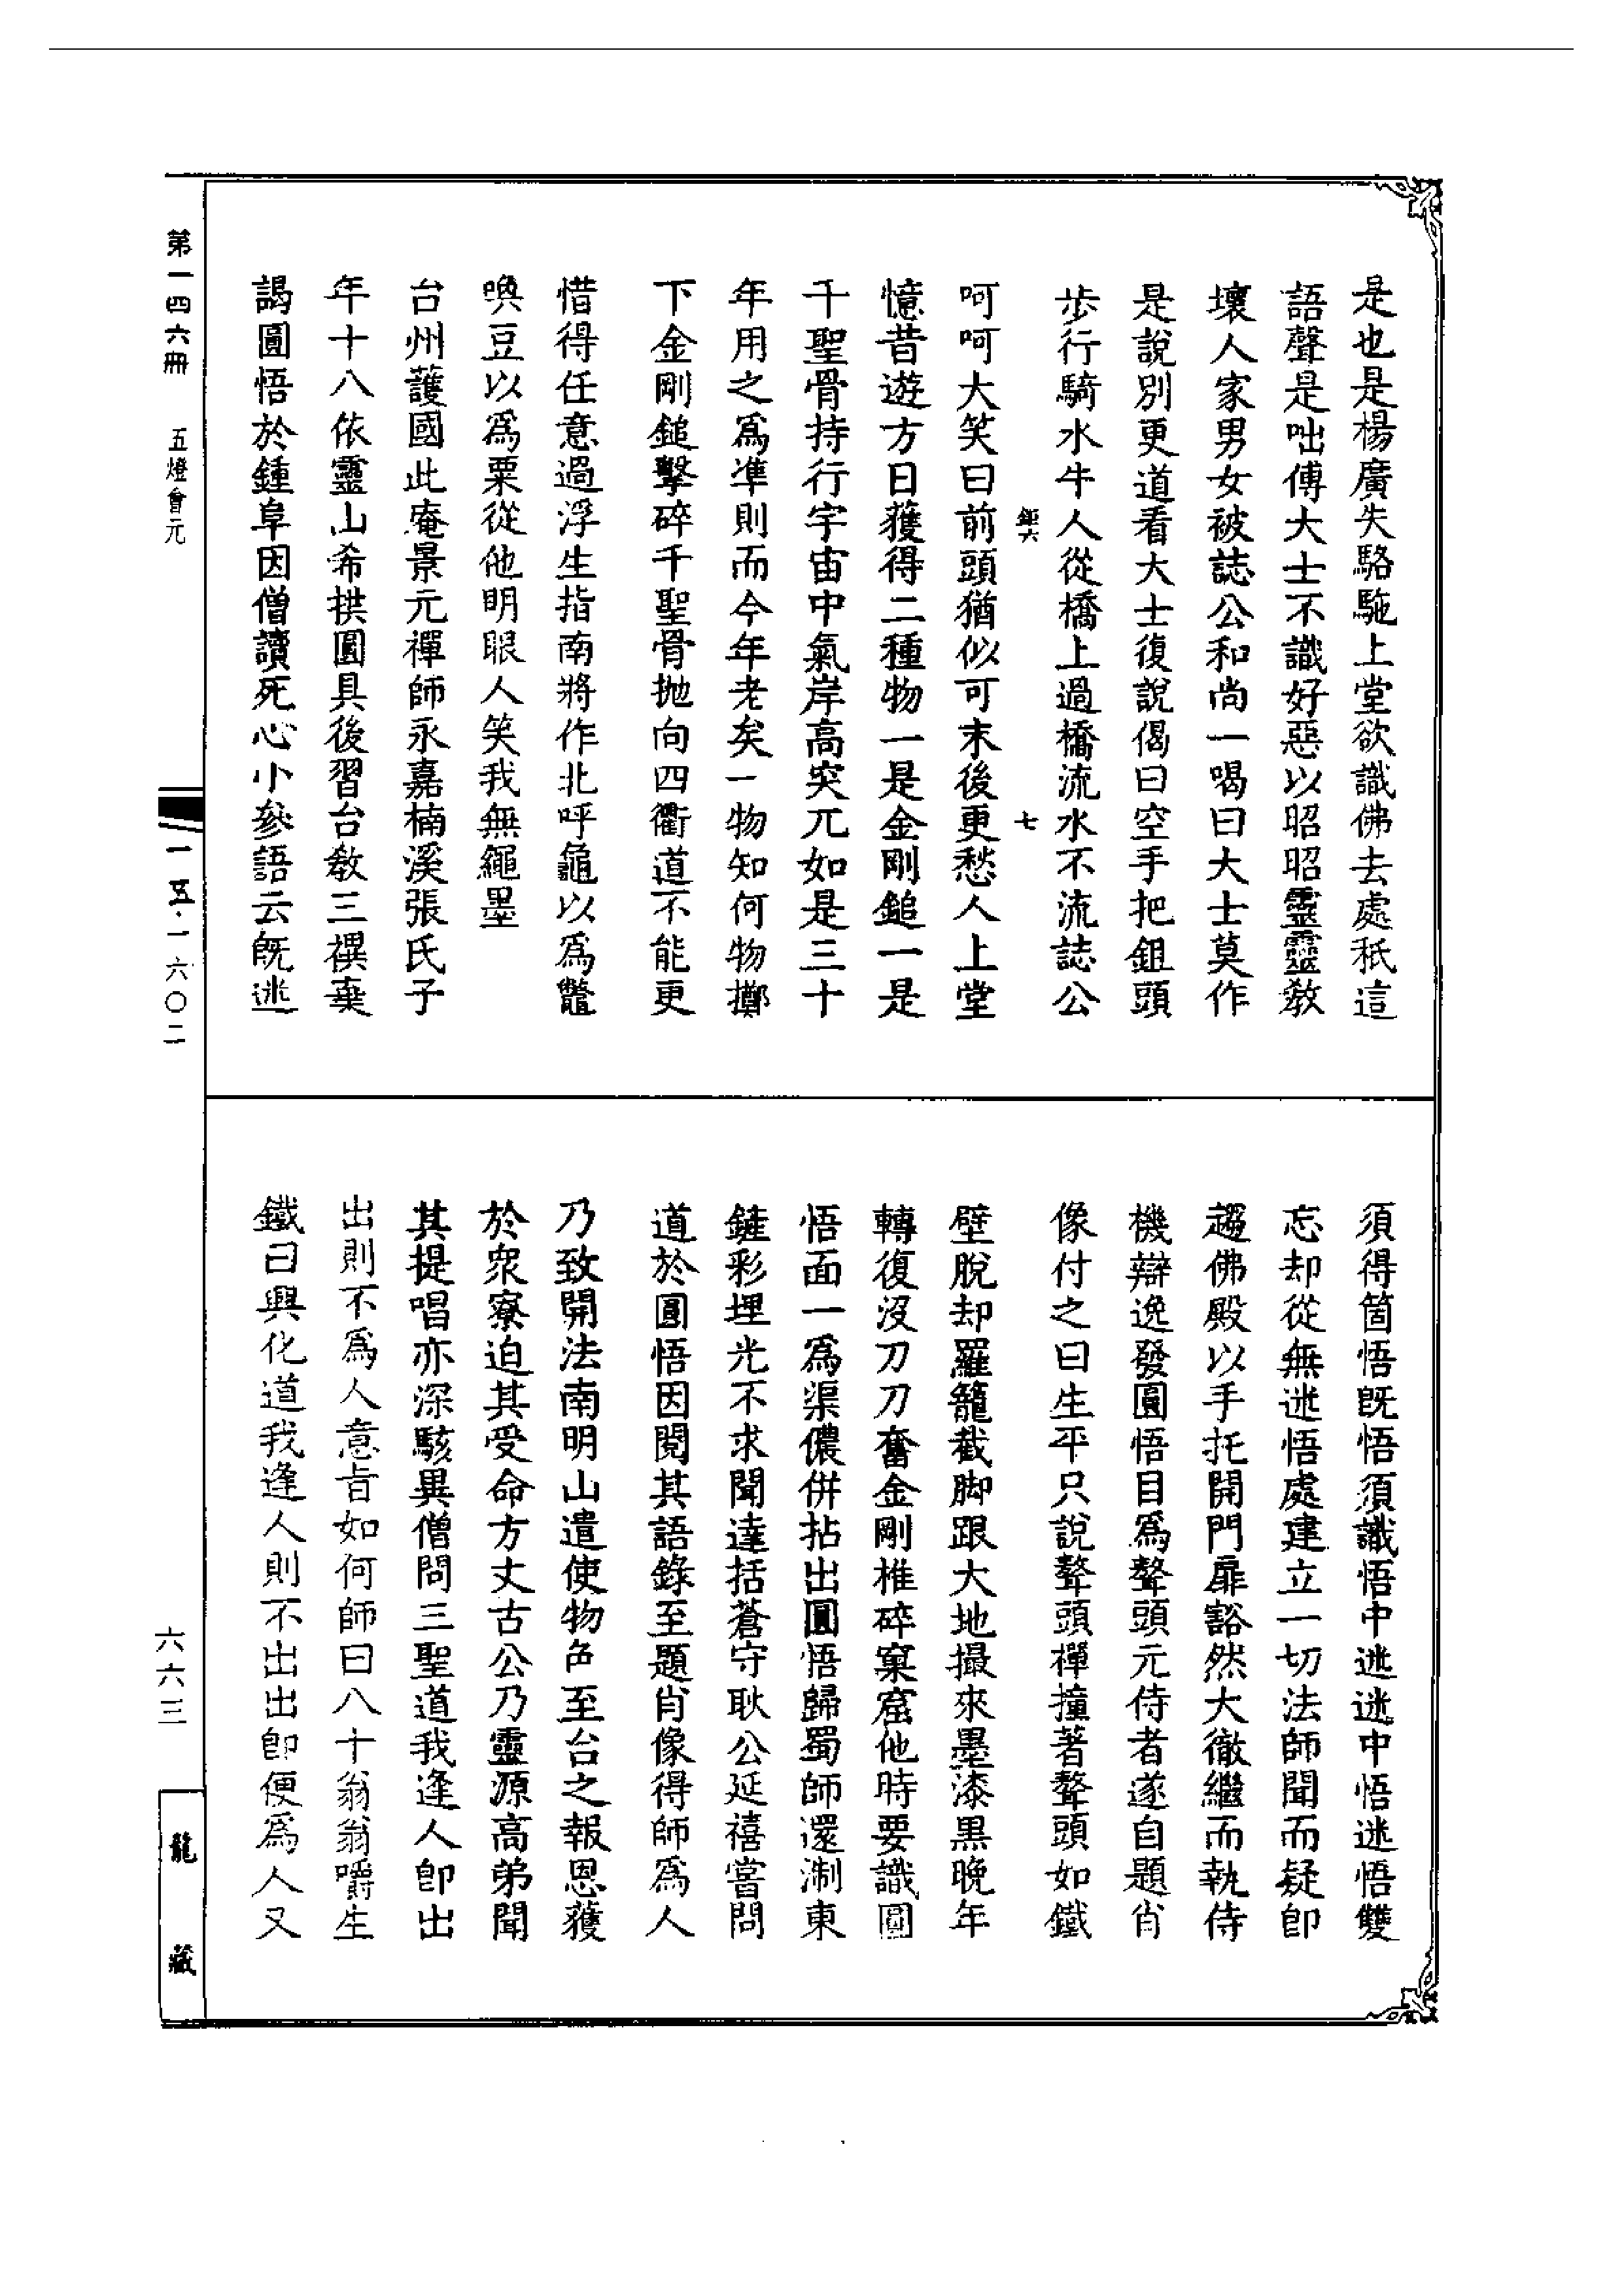 是也是楊廣失駱駞上堂欲識佛去處秖這
語聲是咄傅大士不識好惡以昭昭靈靈教
壞人家男女被誌公和尚一喝曰大士莫作
是說別更道看大士復說偈曰空手把鉏頭
步行騎水牛人從橋上過橋流水不流誌公
鉅六 七
呵呵大笑曰前頭猶似可末後更愁人上堂
憶昔遊方日獲得二種物一是金剛鎚一是
千聖骨持行宇宙中氣岸高突兀如是三十
年用之爲準則而今年老矣一物知何物擲
下金剛鎚擊碎千聖骨拋向四衢道不能更
惜得任意過浮生指南將作北呼龜以爲鼈
喚豆以爲粟從他明眼人笑我無繩墨
台州護國此庵景元禪師永嘉楠溪張氏子
年十八依靈山希拱圓具後習台教三禩棄
謁圓悟於鍾阜因僧讀死心小參語云旣迷
須得箇悟旣悟須識悟中迷迷中悟迷悟雙
忘却從無迷悟處建立一切法師聞而疑卽
趨佛殿以手托開門扉豁然大徹繼而執侍
機辯逸發圓悟目爲聱頭元侍者遂自題肖
像付之曰生平只說聱頭禪撞著聱頭如鐵
壁脫却羅籠截脚跟大地撮來墨漆黑晚年
轉復沒刀刀奮金剛椎碎窠窟他時要識圓
悟面一爲渠儂併拈出圓悟歸蜀師還淛東
鏟彩埋光不求聞達括蒼守耿公延禧嘗問
道於圓悟因閱其語錄至題肖像得師爲人
乃致開法南明山遣使物色至台之報恩獲
於衆寮迫其受命方丈古公乃靈源高弟聞
其提唱亦深駭異僧問三聖道我逢人卽出
出則不爲人意旨如何師曰八十翁翁嚼生
鐵曰興化道我逢人則不出出卽便爲人又
第一四六冊 五燈會元
一五·一六〇二
六六三
龍藏